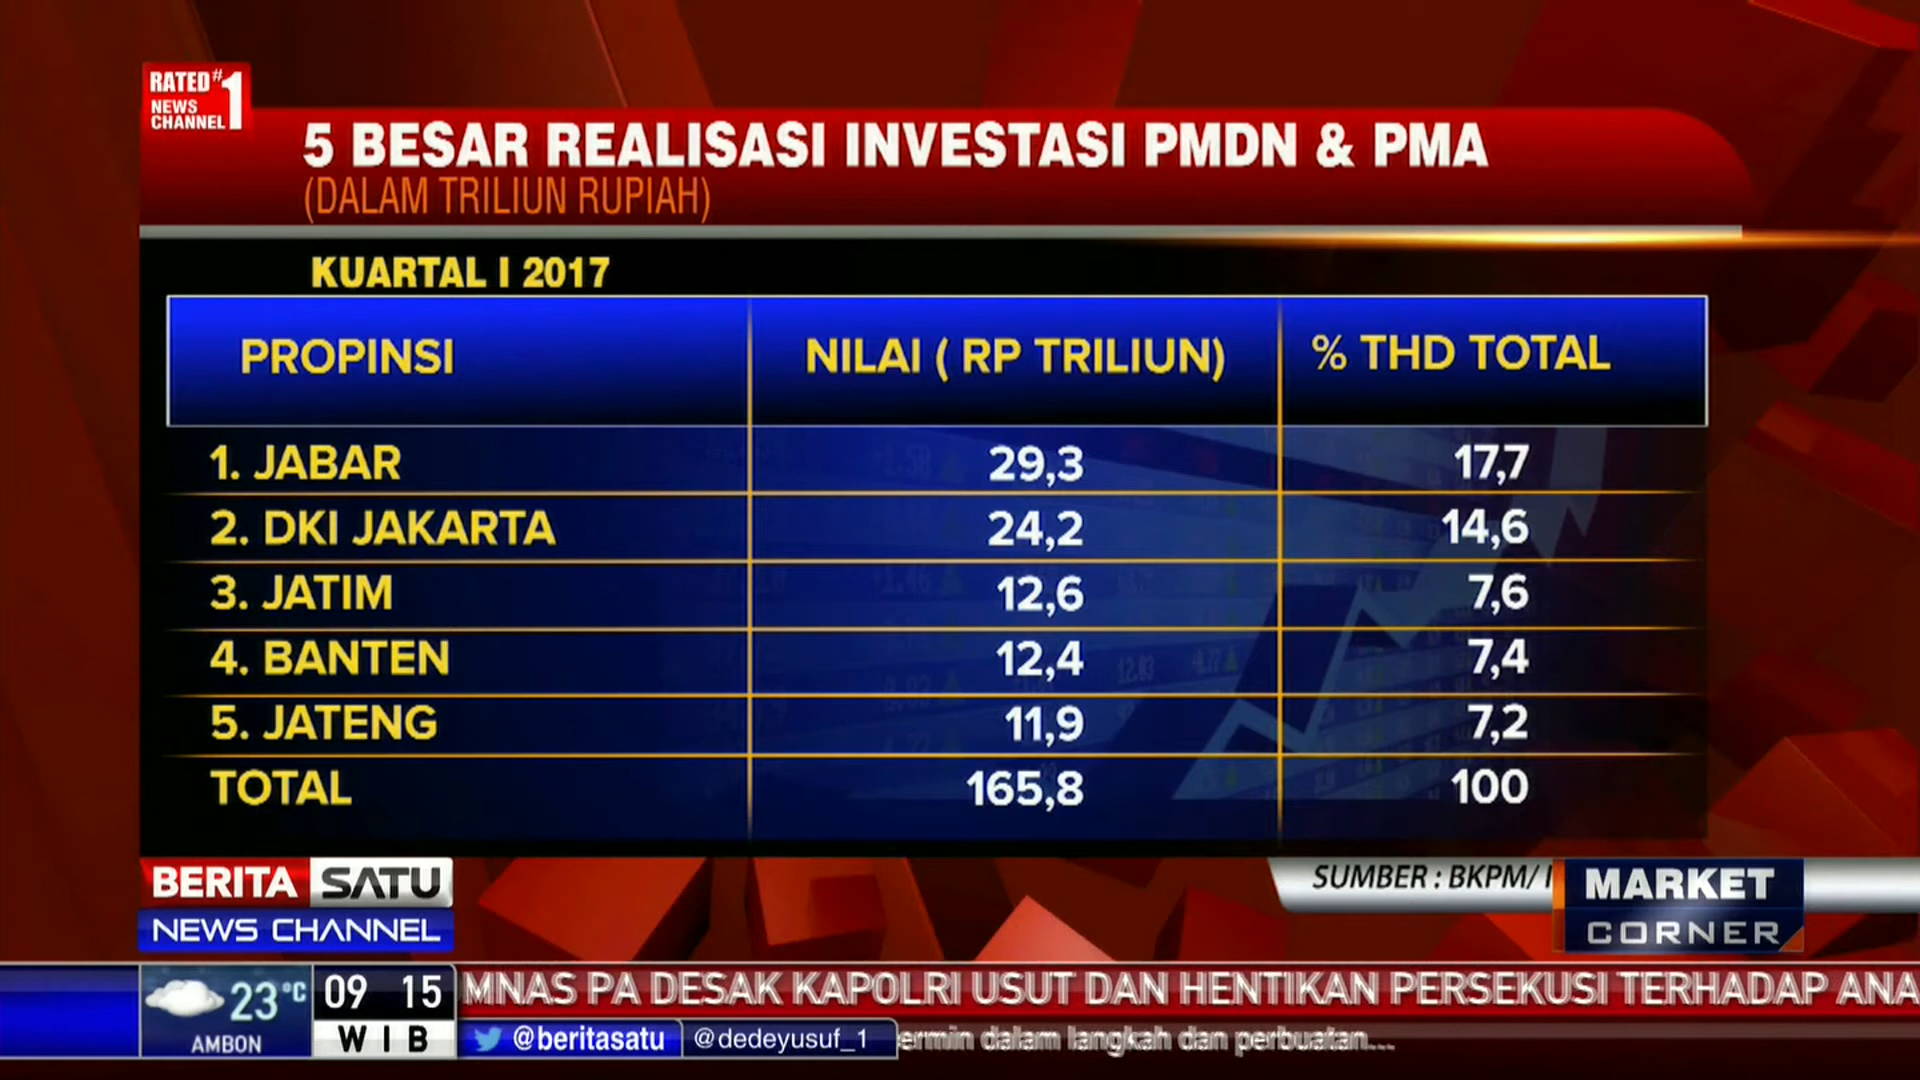 RATED #1
NEWS
CHANNEL
5 BESAR REALISASI INVESTASI PMDN & PMA
(DALAM TRILIUN RUPIAH)
KUARTAL I 2017
PROPINSI NILAI ( RP TRILIUN) % THD TOTAL
1. JABAR 29,3 17,7
2. DKI JAKARTA 24,2 14,6
3. JATIM 12,6 7,6
4. BANTEN 12,4 7,4
5. JATENG 11,9 7,2
TOTAL 165,8 100
BERITA SATU
NEWS CHANNEL
SUMBER : BKPM/
MARKET
CORNER
23°C
AMBON
09 15
WIB
MNAS PA DESAK KAPOLRI USUT DAN HENTIKAN PERSEKUSI TERHADAP ANA
@beritasatu @dedeyusuf_1 ermin dalam langkah dan perbuatan...